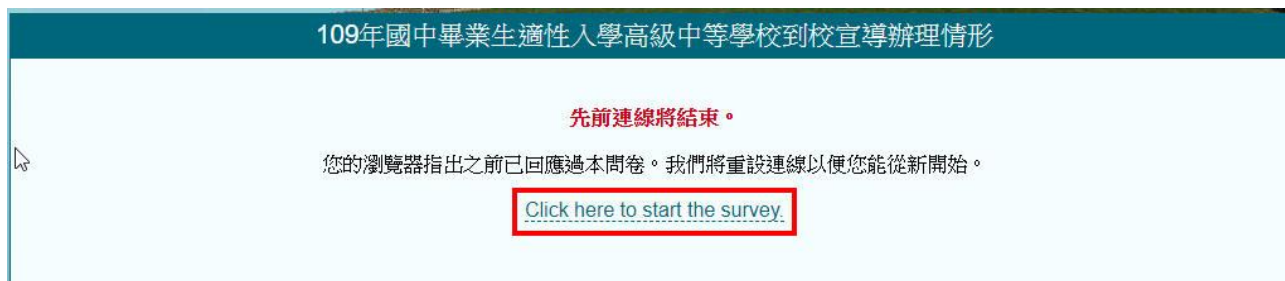 109年國中畢業生適性入學高級中等學校到校宣導辦理情形
先前連線將結束。
您的瀏覽器指出之前已回應過本問卷。我們將重設連線以便您能從新開始。
Click here to start the survey.